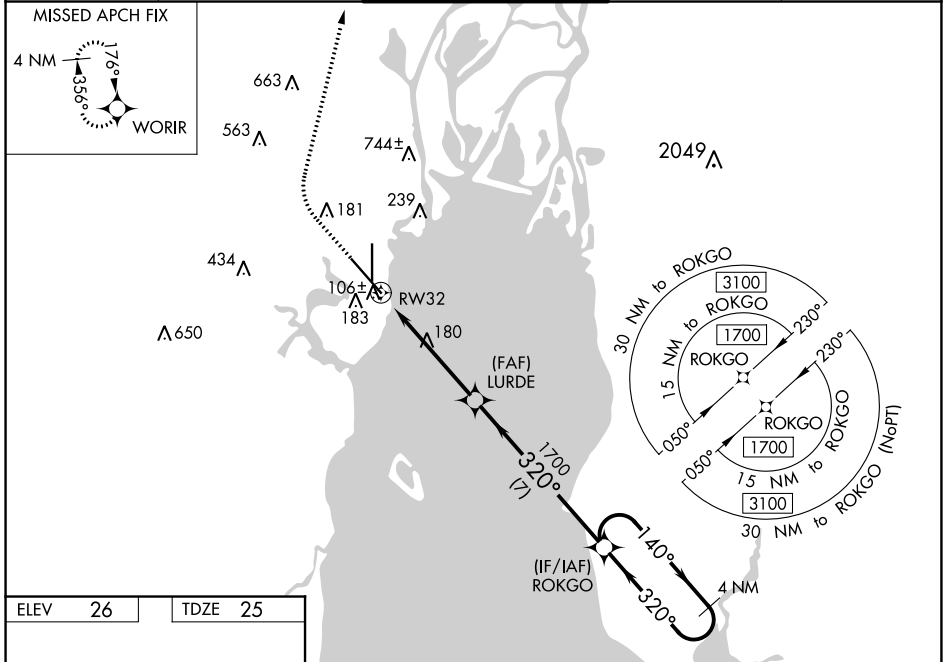 MISSED APCH FIX
4 NM
176°
356°
WORIR
663
563
744±
2049
181
239
434
106±
183
RW32
650
180
(FAF)
LURDE
1700
320°
(7)
(IF/IAF)
ROKGO
140°
320°
4 NM
30 NM to ROKGO
3100
15 NM to ROKGO
1700
230°
ROKGO
050°
230°
ROKGO
050°
1700
15 NM to ROKGO
3100
30 NM to ROKGO (NoPT)
ELEV 26
TDZE 25